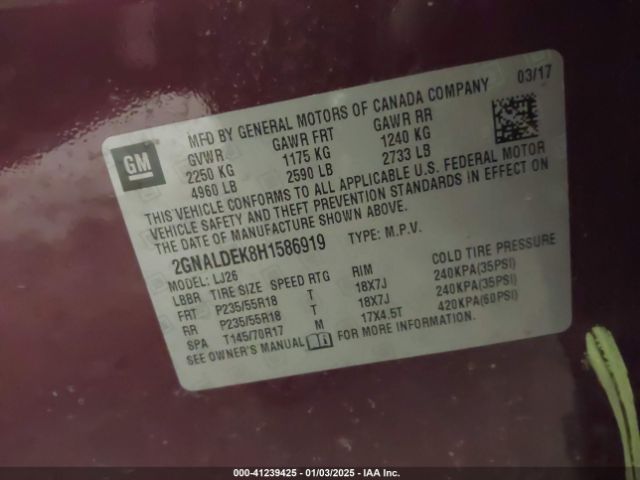 MFD BY GENERAL MOTORS OF CANADA COMPANY 03/17
GM
GVWR GAWR FRT GAWR RR
2250 KG 1175 KG 1240 KG
4960 LB 2590 LB 2733 LB
THIS VEHICLE CONFORMS TO ALL APPLICABLE U.S. FEDERAL MOTOR
VEHICLE SAFETY AND THEFT PREVENTION STANDARDS IN EFFECT ON
THE DATE OF MANUFACTURE SHOWN ABOVE.
2GNALDEK8H1586919 TYPE: M.P.V.
MODEL: LJ26
LBBR TIRE SIZE SPEED RTG RIM COLD TIRE PRESSURE
FRT P235/55R18 T 18X7J 240KPA(35PSI)
RR P235/55R18 T 18X7J 240KPA(35PSI)
SPA T145/70R17 M 17X4.5T 420KPA(60PSI)
SEE OWNER'S MANUAL FOR MORE INFORMATION.
000-41239425 - 01/03/2025 - IAA Inc.